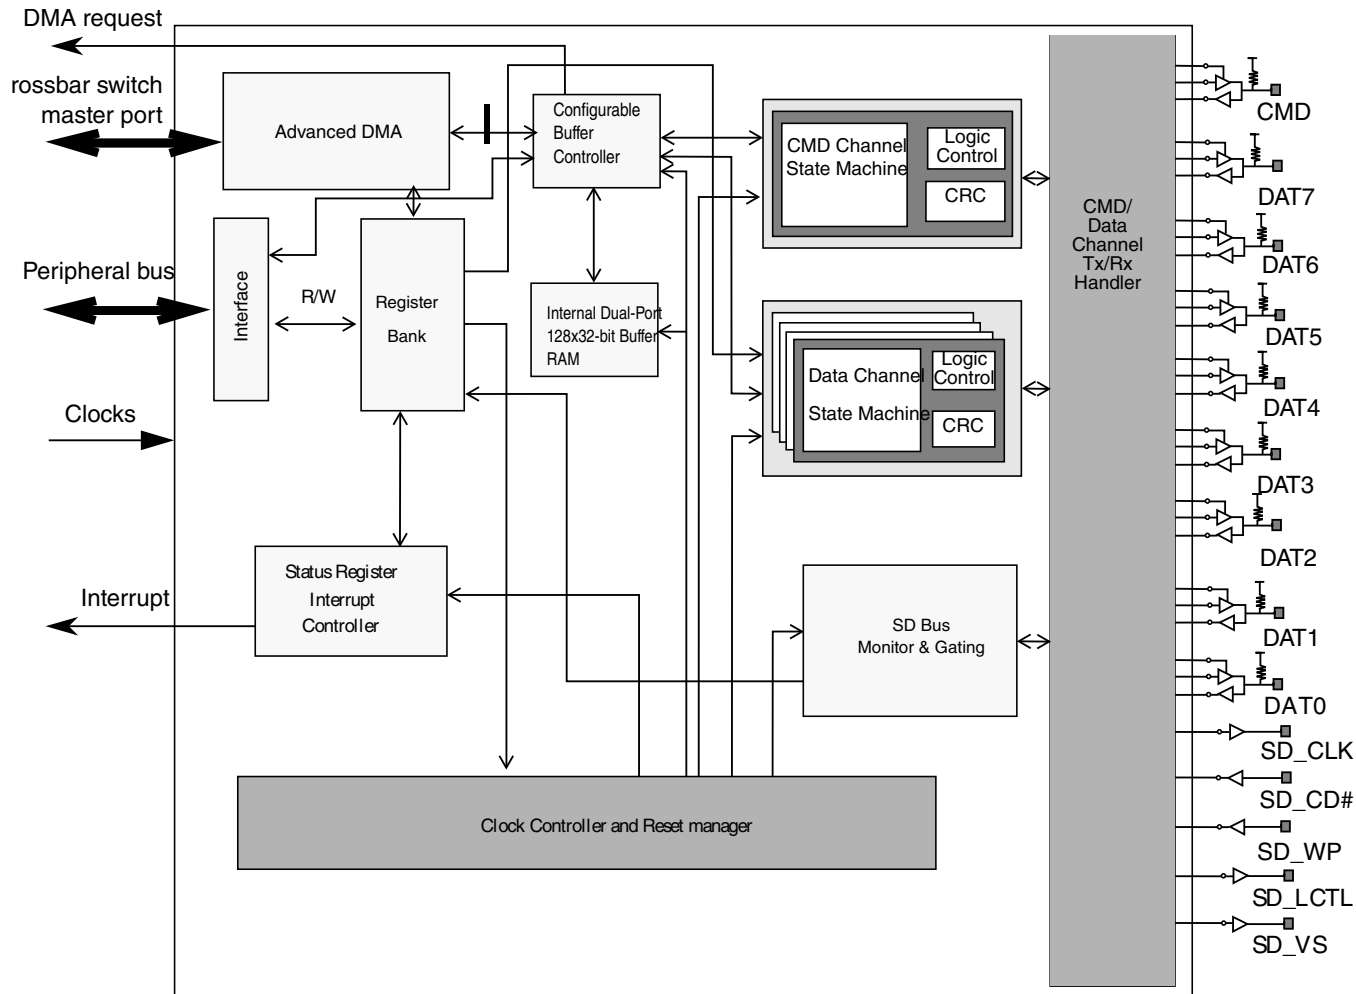 DMA request
rossbar switch
master port
Advanced DMA
Configurable
Buffer
Controller
CMD Channel
State Machine
Logic
Control
CRC
CMD/
Data
Channel
Tx/Rx
Handler
Peripheral bus
Interface
R/W
Register
Bank
Internal Dual-Port
128x32-bit Buffer
RAM
Data Channel
State Machine
Logic
Control
CRC
Clocks
Interrupt
Status Register
Interrupt
Controller
SD Bus
Monitor & Gating
Clock Controller and Reset manager
CMD
DAT7
DAT6
DAT5
DAT4
DAT3
DAT2
DAT1
DAT0
SD_CLK
SD_CD#
SD_WP
SD_LCTL
SD_VS